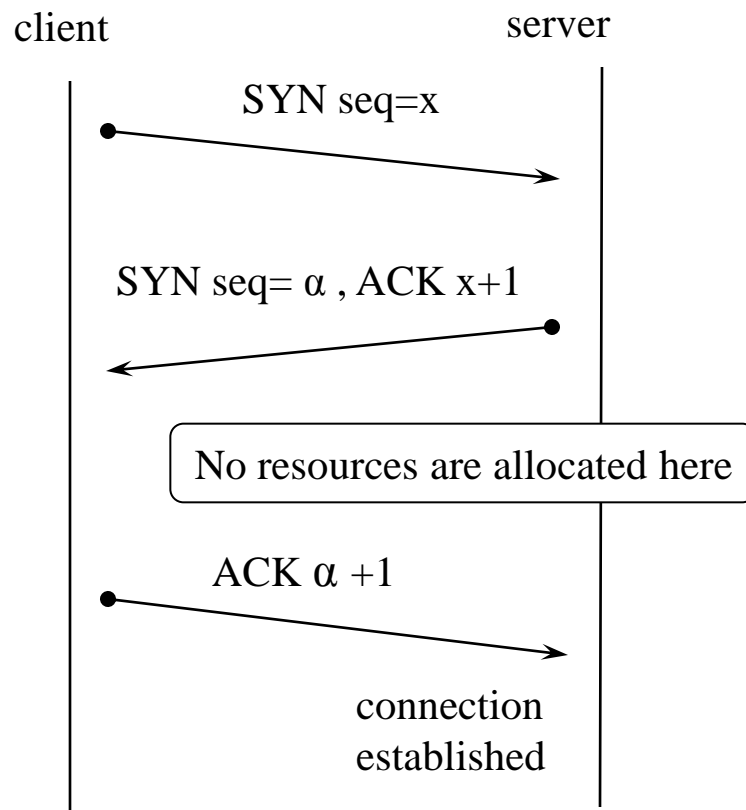 client
server
SYN seq=x
SYN seq= α , ACK x+1
No resources are allocated here
ACK α +1
connection
established